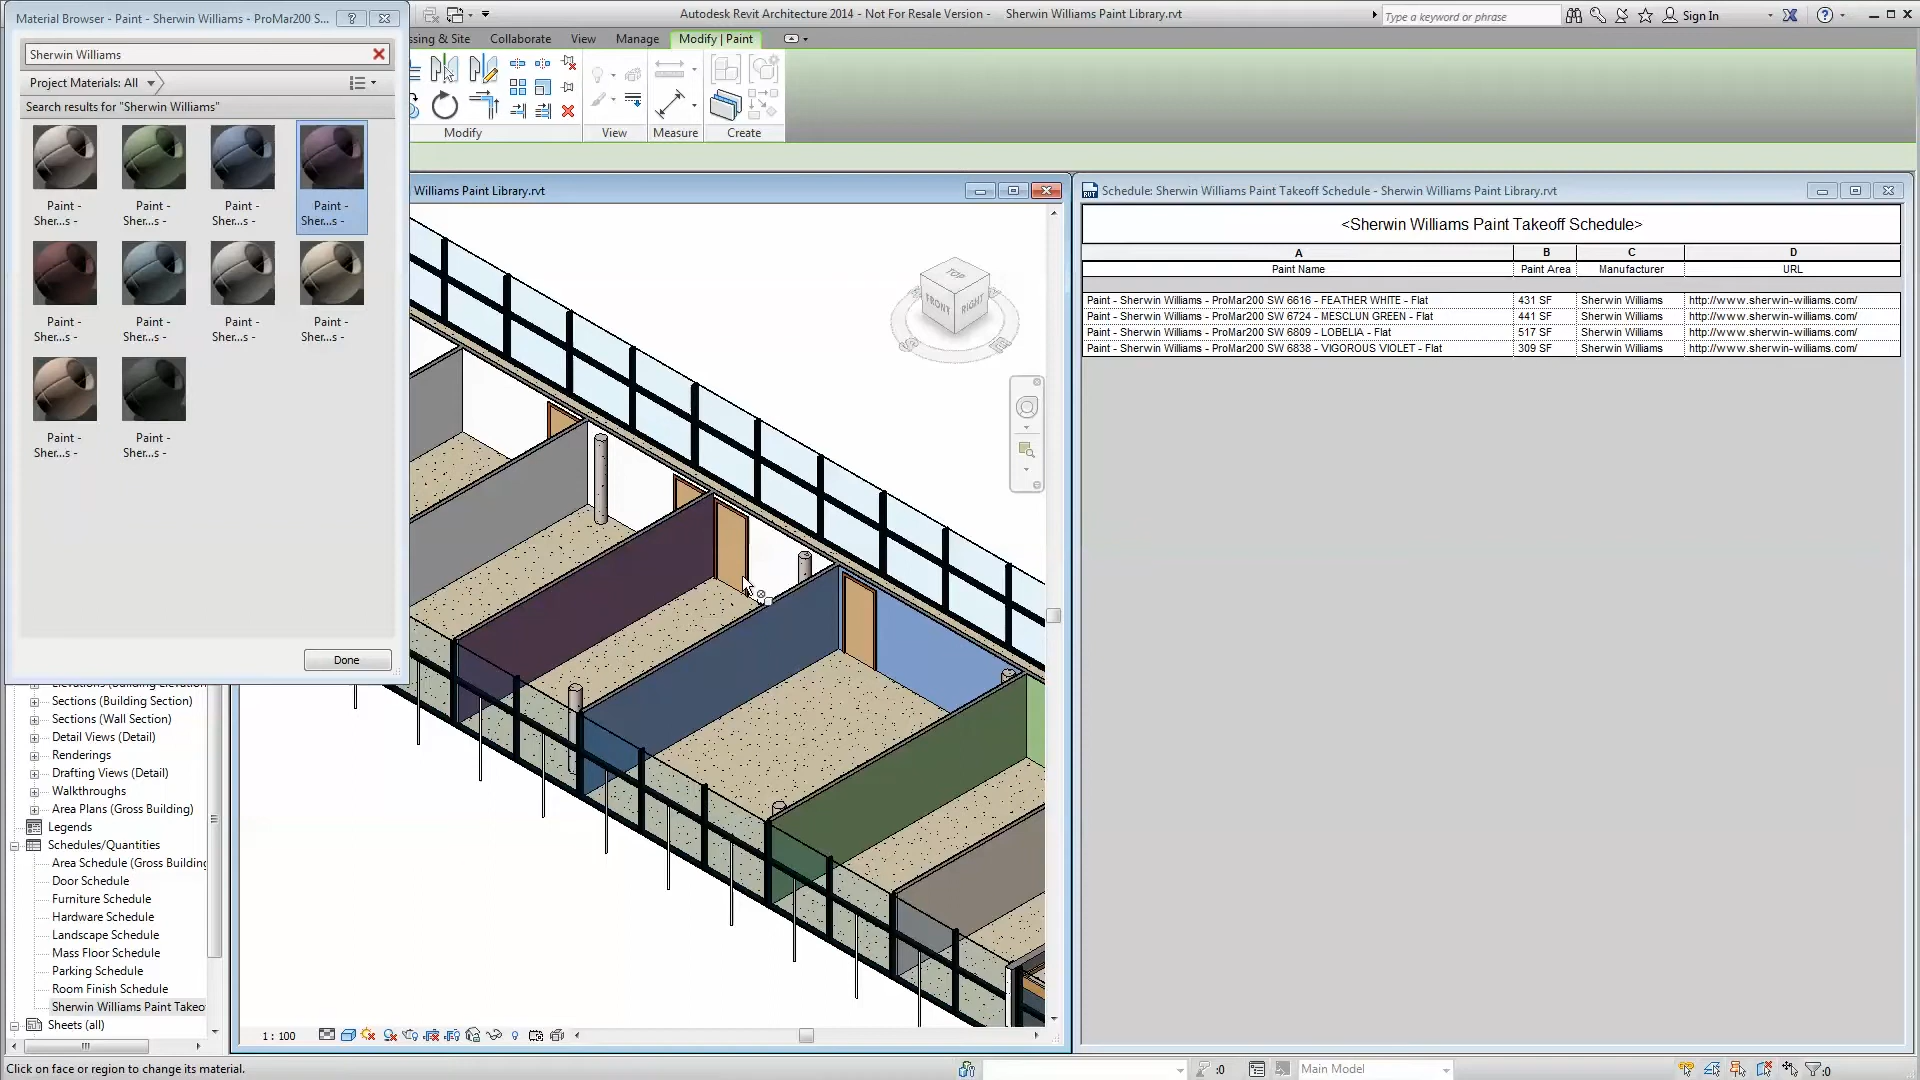 Material Browser - Paint - Sherwin Williams - ProMar200 S...
Autodesk Revit Architecture 2014 - Not For Resale Version - Sherwin Williams Paint Library.rvt
Type a keyword or phrase
Sign In
Sherwin Williams
Project Materials: All
Search results for "Sherwin Williams"
Paint - Sher...s -
Paint - Sher...s -
Paint - Sher...s -
Paint - Sher...s -
Paint - Sher...s -
Paint - Sher...s -
Paint - Sher...s -
Paint - Sher...s -
Paint - Sher...s -
Paint - Sher...s -
Done
ssing & Site Collaborate View Manage Modify | Paint
Modify View Measure Create
Williams Paint Library.rvt
TOP
FRONT
RIGHT
Schedule: Sherwin Williams Paint Takeoff Schedule - Sherwin Williams Paint Library.rvt
<Sherwin Williams Paint Takeoff Schedule>
A B C D
Paint Name Paint Area Manufacturer URL
Paint - Sherwin Williams - ProMar200 SW 6616 - FEATHER WHITE - Flat 431 SF Sherwin Williams http://www.sherwin-williams.com/
Paint - Sherwin Williams - ProMar200 SW 6724 - MESCLUN GREEN - Flat 441 SF Sherwin Williams http://www.sherwin-williams.com/
Paint - Sherwin Williams - ProMar200 SW 6809 - LOBELIA - Flat 517 SF Sherwin Williams http://www.sherwin-williams.com/
Paint - Sherwin Williams - ProMar200 SW 6838 - VIGOROUS VIOLET - Flat 309 SF Sherwin Williams http://www.sherwin-williams.com/
Elevations (Building Elevation
Sections (Building Section)
Sections (Wall Section)
Detail Views (Detail)
Renderings
Drafting Views (Detail)
Walkthroughs
Area Plans (Gross Building)
Legends
Schedules/Quantities
Area Schedule (Gross Building
Door Schedule
Furniture Schedule
Hardware Schedule
Landscape Schedule
Mass Floor Schedule
Parking Schedule
Room Finish Schedule
Sherwin Williams Paint Takeo
Sheets (all)
1 : 100
Click on face or region to change its material.
:0
Main Model
:0